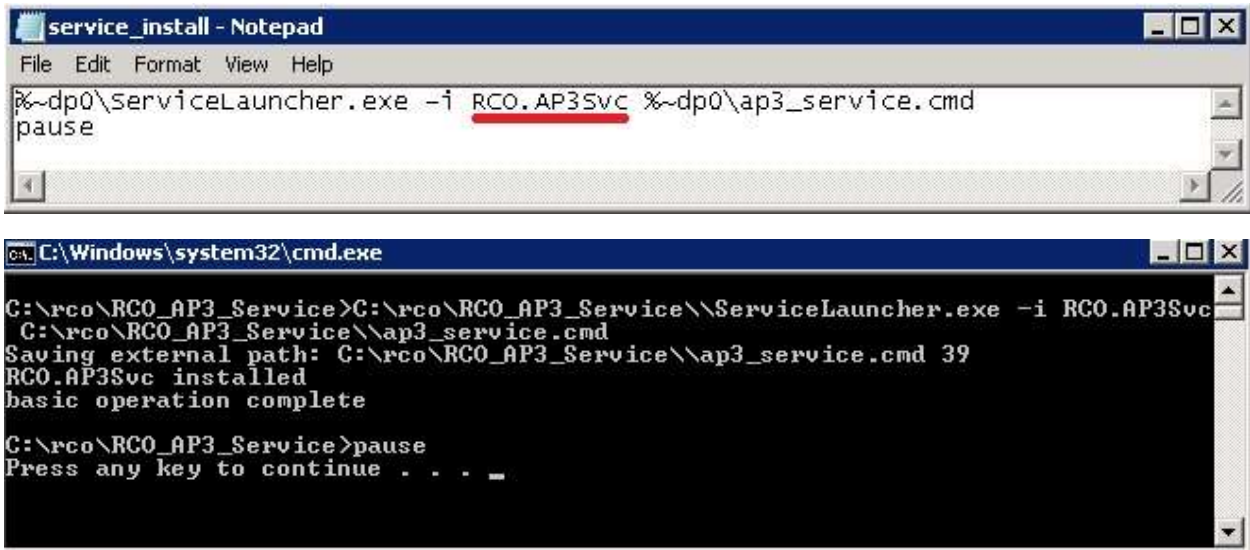 service_install - Notepad
File Edit Format View Help
%~dp0\ServiceLauncher.exe -i RCO.AP3Svc %~dp0\ap3_service.cmd
pause
C:\Windows\system32\cmd.exe
C:\rco\RCO_AP3_Service>C:\rco\RCO_AP3_Service\\ServiceLauncher.exe -i RCO.AP3Svc
C:\rco\RCO_AP3_Service\\ap3_service.cmd
Saving external path: C:\rco\RCO_AP3_Service\\ap3_service.cmd 39
RCO.AP3Svc installed
basic operation complete
C:\rco\RCO_AP3_Service>pause
Press any key to continue . . . _